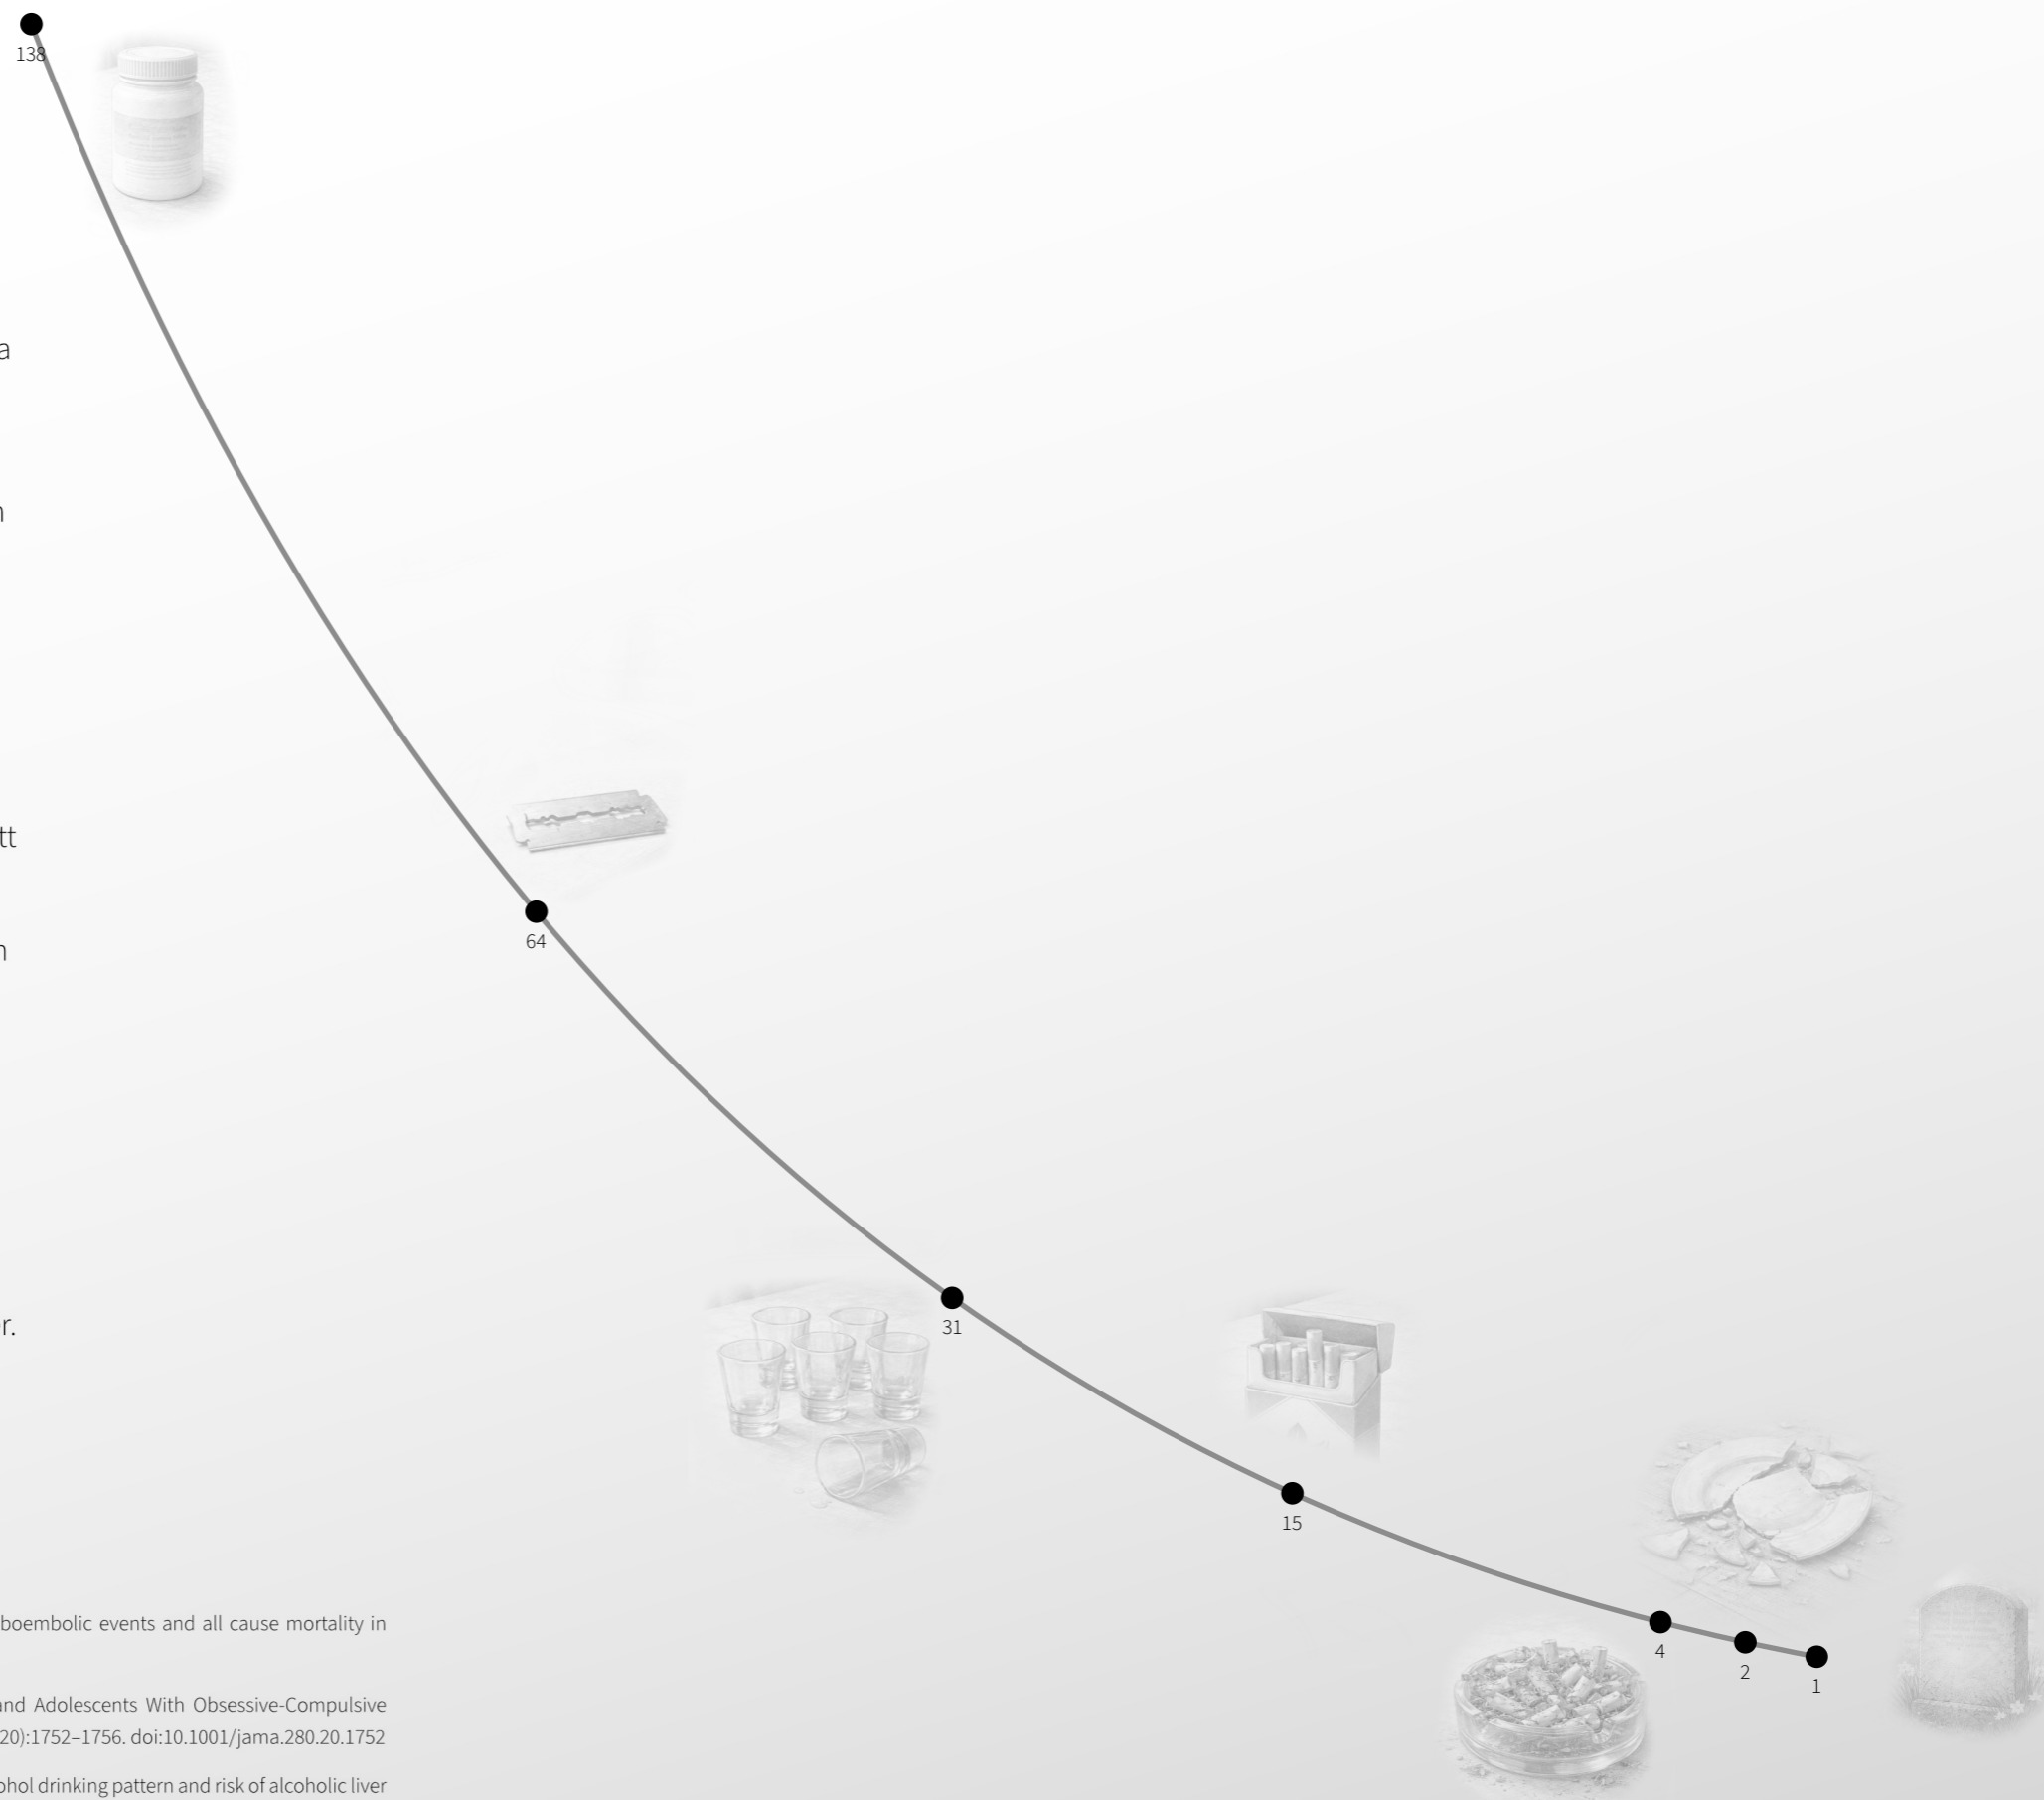 138
a
n
tt
64
n
31
r.
15
4
2
1
boembolic events and all cause mortality in
and Adolescents With Obsessive-Compulsive
20):1752–1756. doi:10.1001/jama.280.20.1752
ohol drinking pattern and risk of alcoholic liver